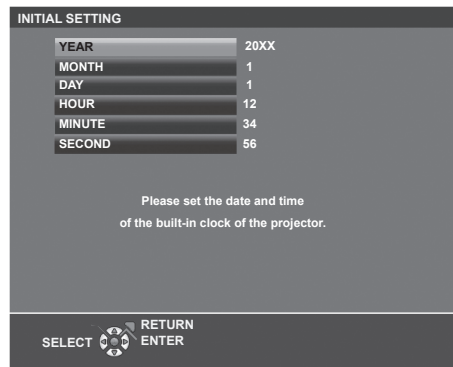 INITIAL SETTING
YEAR 20XX
MONTH 1
DAY 1
HOUR 12
MINUTE 34
SECOND 56
Please set the date and time
of the built-in clock of the projector.
RETURN
SELECT ENTER